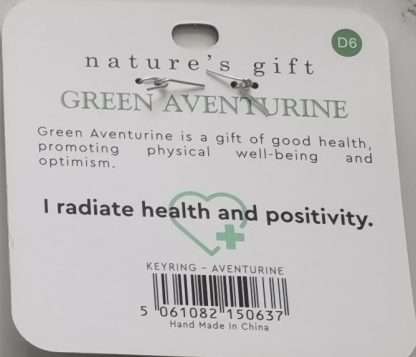 D6
nature's gift
GREEN AVENTURINE
Green Aventurine is a gift of good health,
promoting physical well-being and
optimism.
I radiate health and positivity.
KEYRING - AVENTURINE
5 061082 150637
Hand Made In China